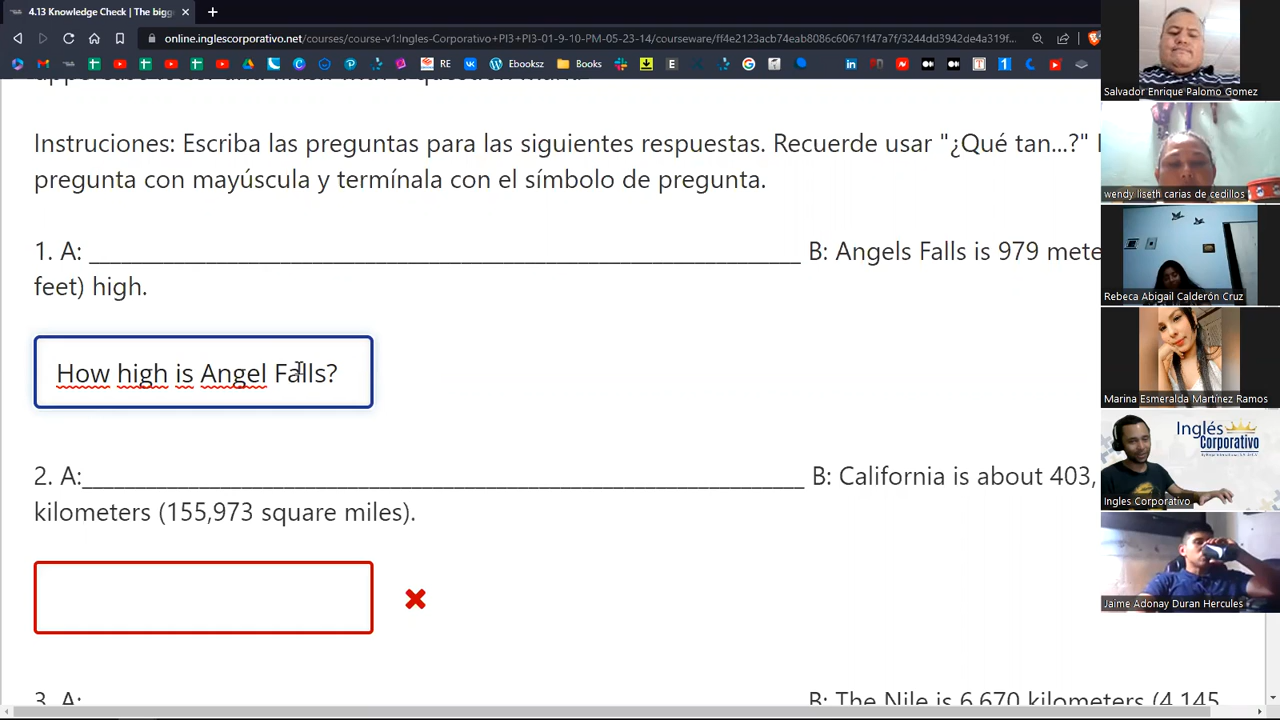 4.13 Knowledge Check | The bigg
online.inglescorporativo.net/courses/course-v1:Ingles-Corporativo+PI3+PI3-01-9-10-PM-05-23-14/courseware/ff4e2123acb74eab8086c60671f47a7f/3244dd3942de4a319f...
RE
Ebooksz
Books
Instruciones: Escriba las preguntas para las siguientes respuestas. Recuerde usar "¿Qué tan...?"
pregunta con mayúscula y termínala con el símbolo de pregunta.
1. A: B: Angels Falls is 979 mete
feet) high.
How high is Angel Falls?
2. A: B: California is about 403,
kilometers (155,973 square miles).
3. A: B: The Nile is 6,670 kilometers (4,145
Salvador Enrique Palomo Gomez
wendy liseth carias de cedillos
Rebeca Abigail Calderón Cruz
Marina Esmeralda Martínez Ramos
Inglés
Corporativo
Ingles Corporativo
Jaime Adonay Duran Hercules